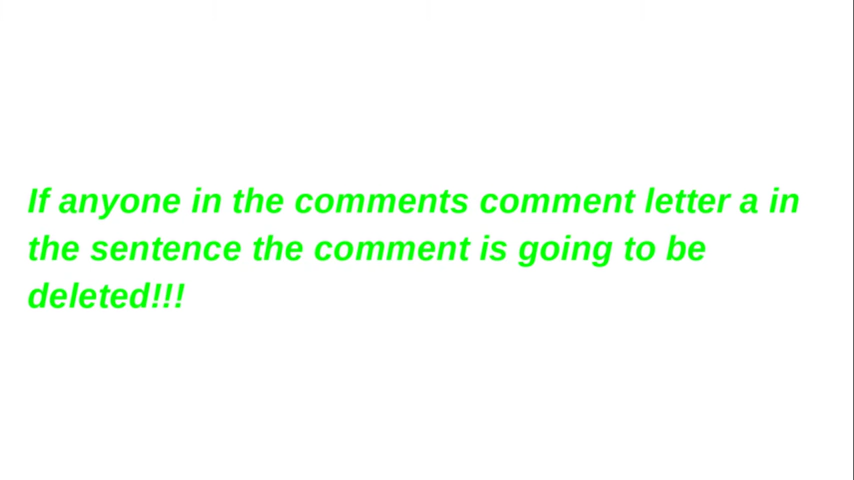 If anyone in the comments comment letter a in
the sentence the comment is going to be
deleted!!!